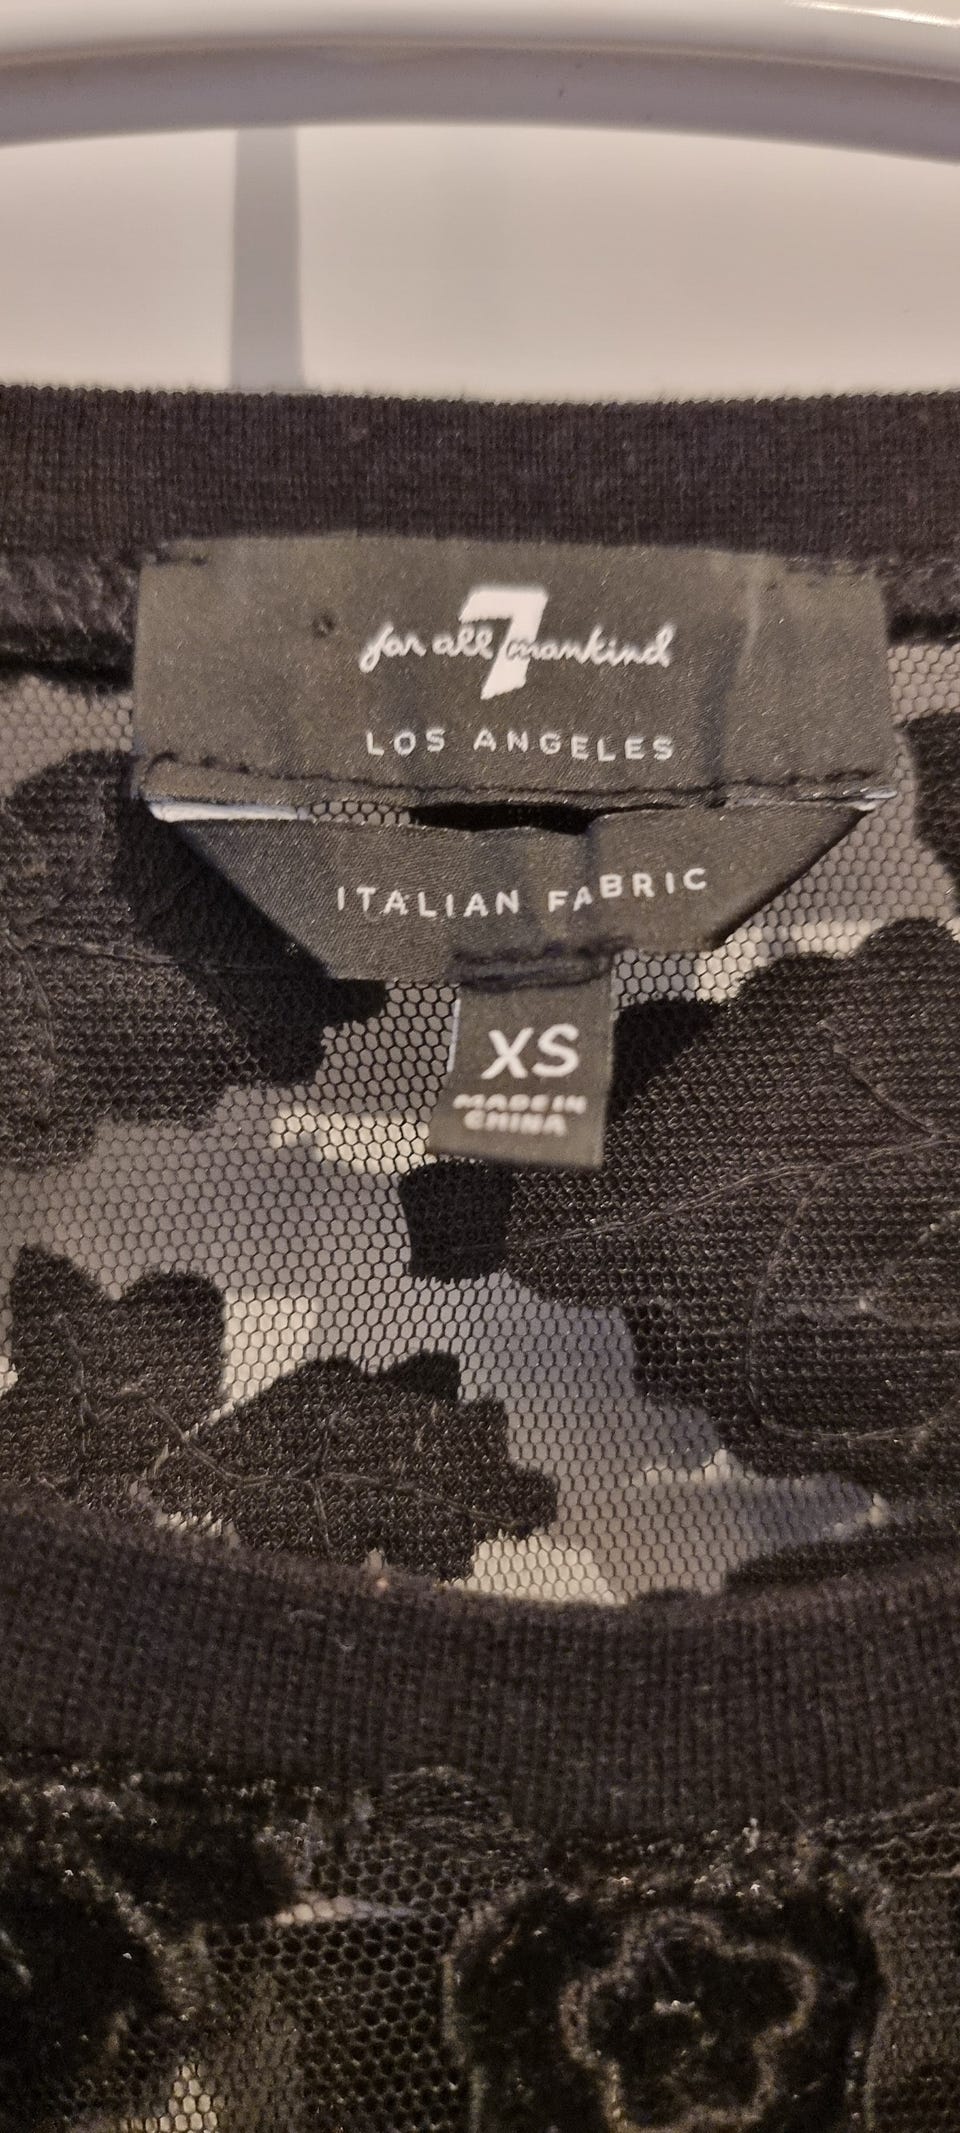 for all 7 mankind
LOS ANGELES
ITALIAN FABRIC
XS
MADE IN
CHINA